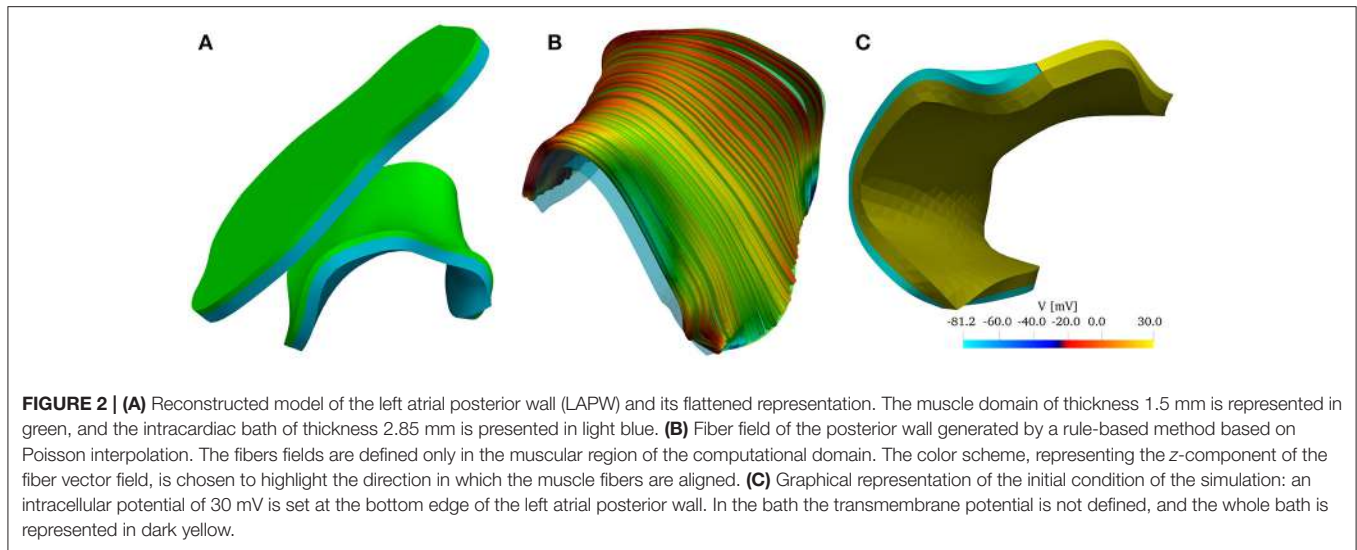 A
B
C
V [mV]
-81.2 -60.0 -40.0 -20.0 0.0 30.0
FIGURE 2 | (A) Reconstructed model of the left atrial posterior wall (LAPW) and its flattened representation. The muscle domain of thickness 1.5 mm is represented in
green, and the intracardiac bath of thickness 2.85 mm is presented in light blue. (B) Fiber field of the posterior wall generated by a rule-based method based on
Poisson interpolation. The fibers fields are defined only in the muscular region of the computational domain. The color scheme, representing the z-component of the
fiber vector field, is chosen to highlight the direction in which the muscle fibers are aligned. (C) Graphical representation of the initial condition of the simulation: an
intracellular potential of 30 mV is set at the bottom edge of the left atrial posterior wall. In the bath the transmembrane potential is not defined, and the whole bath is
represented in dark yellow.